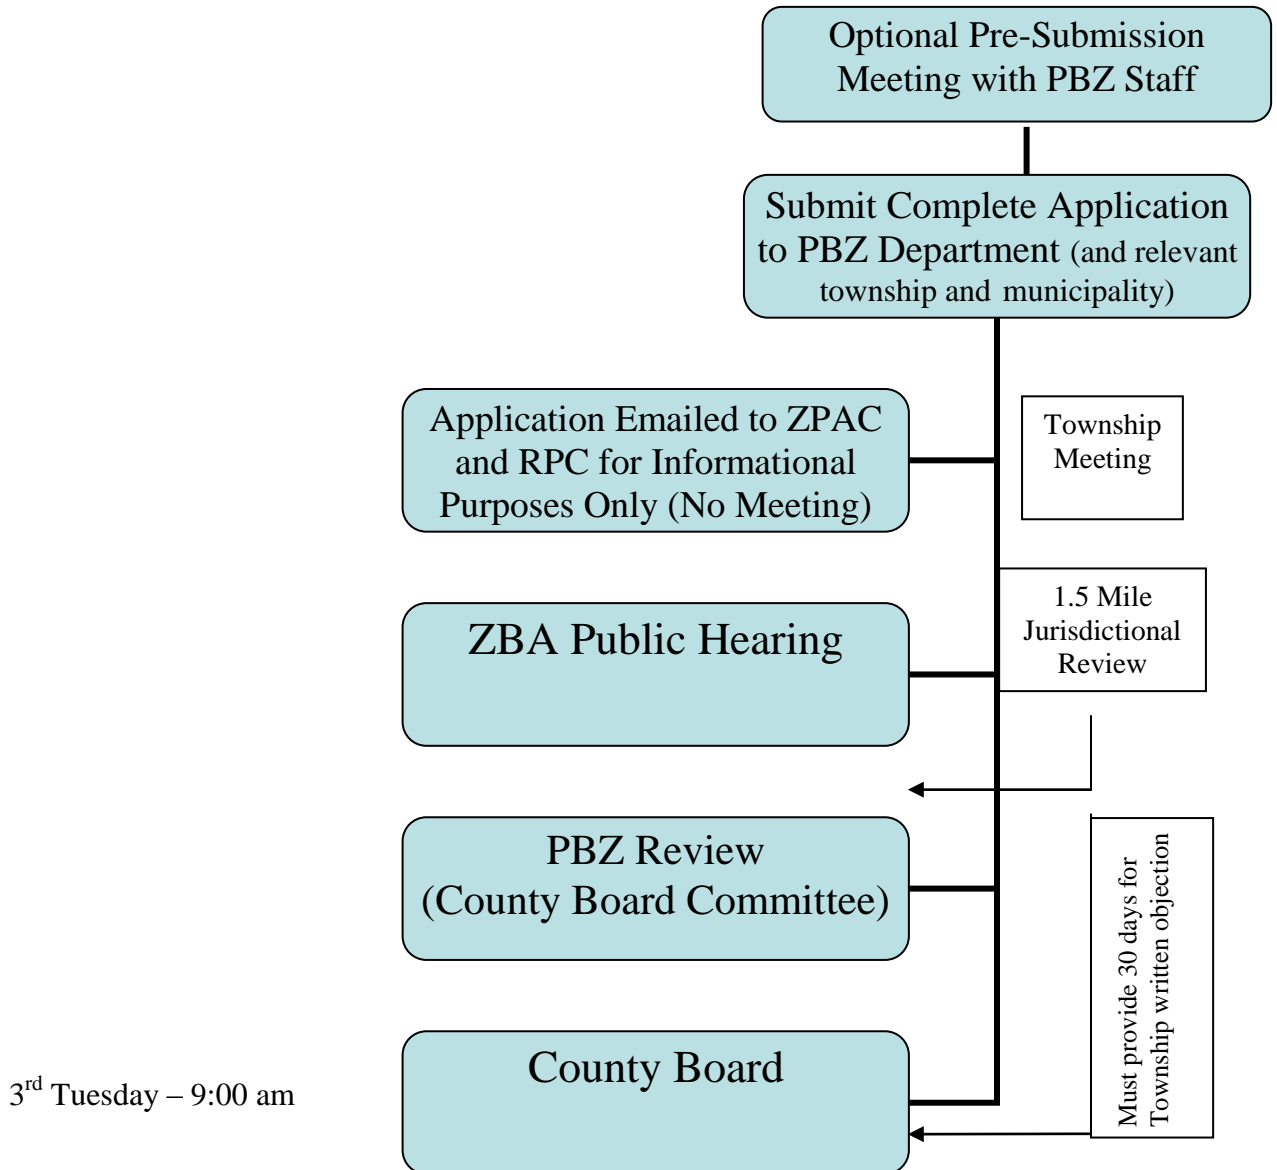 Optional Pre-Submission
Meeting with PBZ Staff
Submit Complete Application
to PBZ Department (and relevant
township and municipality)
Application Emailed to ZPAC
and RPC for Informational
Purposes Only (No Meeting)
Township
Meeting
1.5 Mile
Jurisdictional
Review
ZBA Public Hearing
PBZ Review
(County Board Committee)
Must provide 30 days for
Township written objection
County Board
3rd Tuesday – 9:00 am